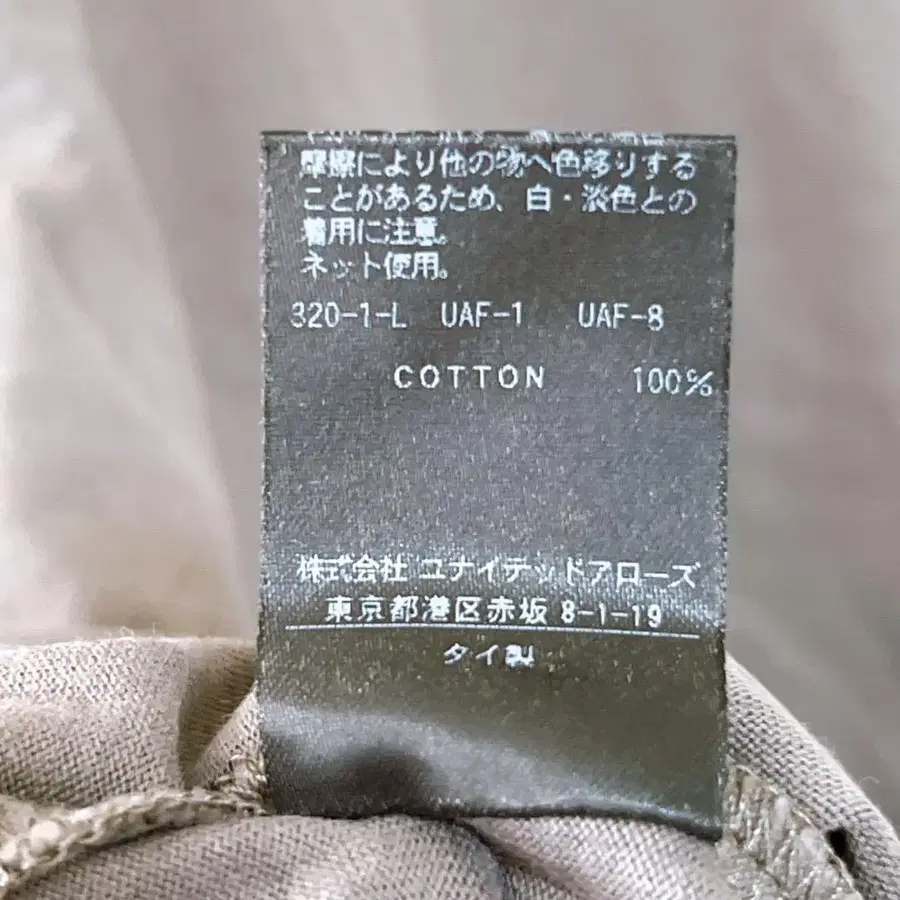 摩擦により他の物へ色移りする
ことがあるため、白・淡色との
着用に注意。
ネット使用。
320-1-L UAF-1 UAF-8
COTTON 100%
株式会社 ユナイテッドアローズ
東京都港区赤坂 8-1-19
タイ製